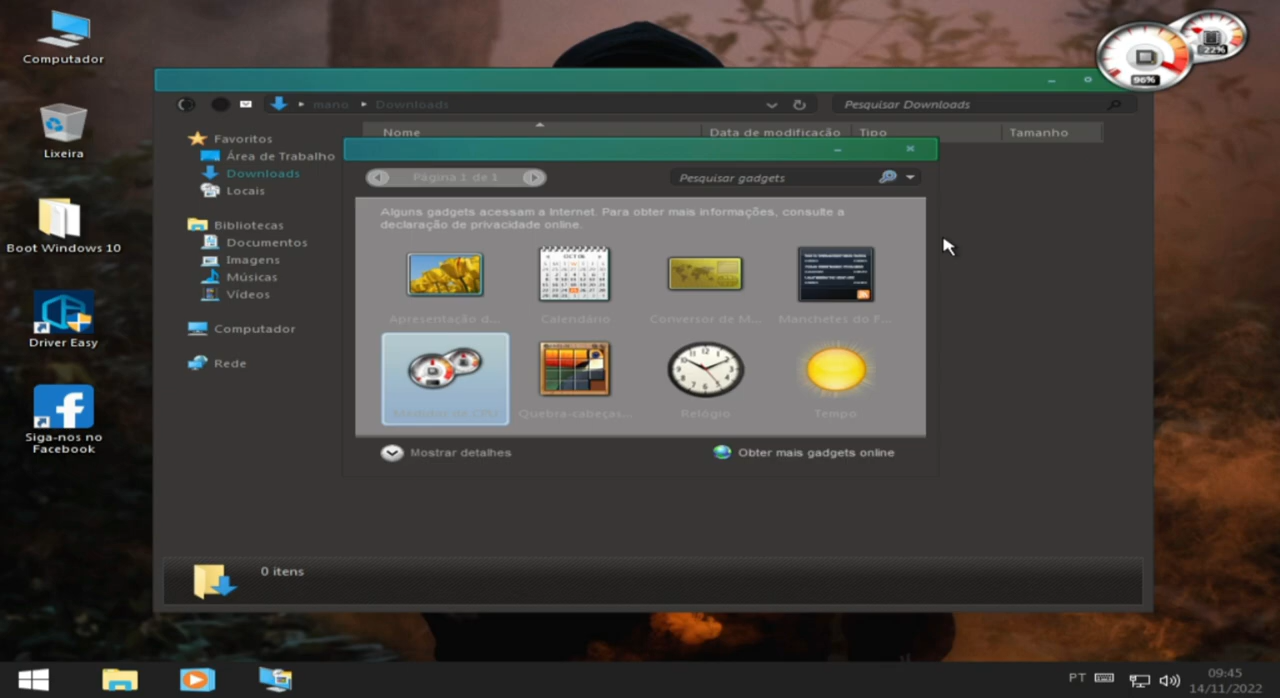 Computador
Lixeira
Boot Windows 10
Driver Easy
Siga-nos no
Facebook
22%
96%
mano
Downloads
Pesquisar Downloads
Nome
Data de modificação
Tipo
Tamanho
Favoritos
Área de Trabalho
Downloads
Locais
Bibliotecas
Documentos
Imagens
Músicas
Vídeos
Computador
Rede
Página 1 de 1
Pesquisar gadgets
Alguns gadgets acessam a Internet. Para obter mais informações, consulte a
declaração de privacidade online.
Apresentação d...
Calendário
Conversor de M...
Manchetes do F...
Medidor de CPU
Quebra-cabeças...
Relógio
Tempo
Mostrar detalhes
Obter mais gadgets online
0 itens
PT
09:45
14/11/2022